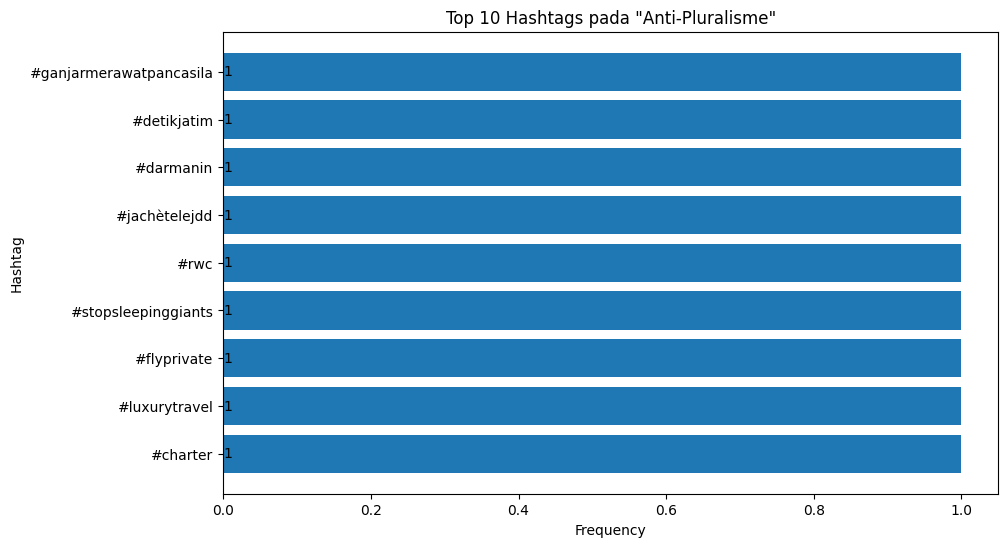 Top 10 Hashtags pada "Anti-Pluralisme"
#ganjarmerawatpancasila 1
#detikjatim 1
#darmanin 1
#jachètelejdd 1
#rwc 1
#stopsleepinggiants 1
#flyprivate 1
#luxurytravel 1
#charter 1
Hashtag
0.0 0.2 0.4 0.6 0.8 1.0
Frequency